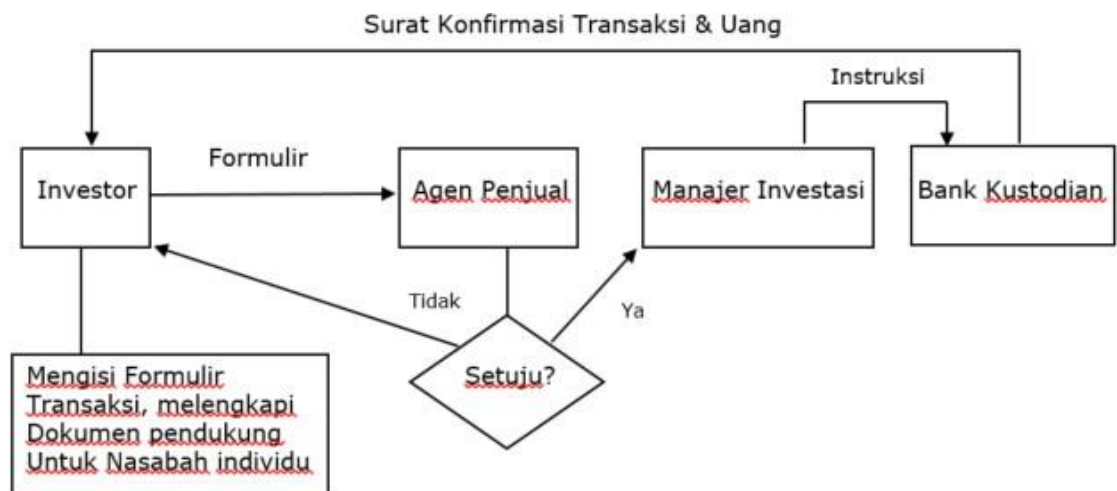 Surat Konfirmasi Transaksi & Uang
Instruksi
Formulir
Investor
Agen Penjual
Manajer Investasi
Bank Kustodian
Tidak
Ya
Setuju?
Mengisi Formulir
Transaksi, melengkapi
Dokumen pendukung
Untuk Nasabah individu